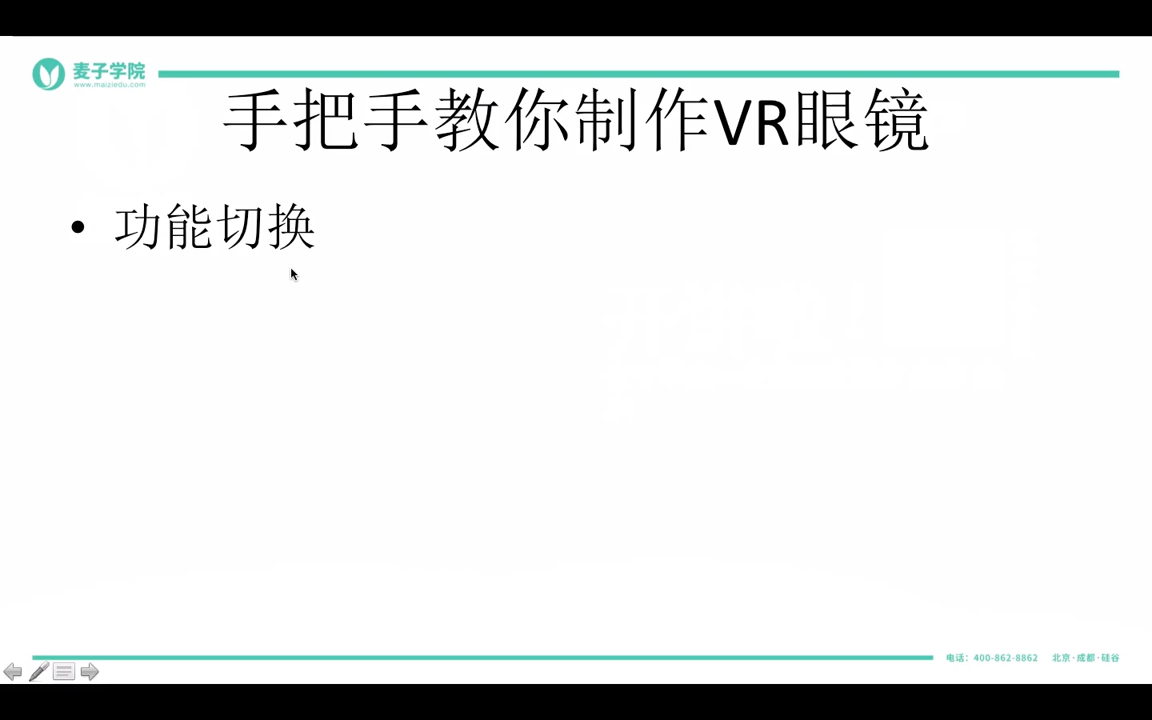 麦子学院
www.maiziedu.com
手把手教你制作VR眼镜
• 功能切换
电话：400-862-8862 北京·成都·硅谷